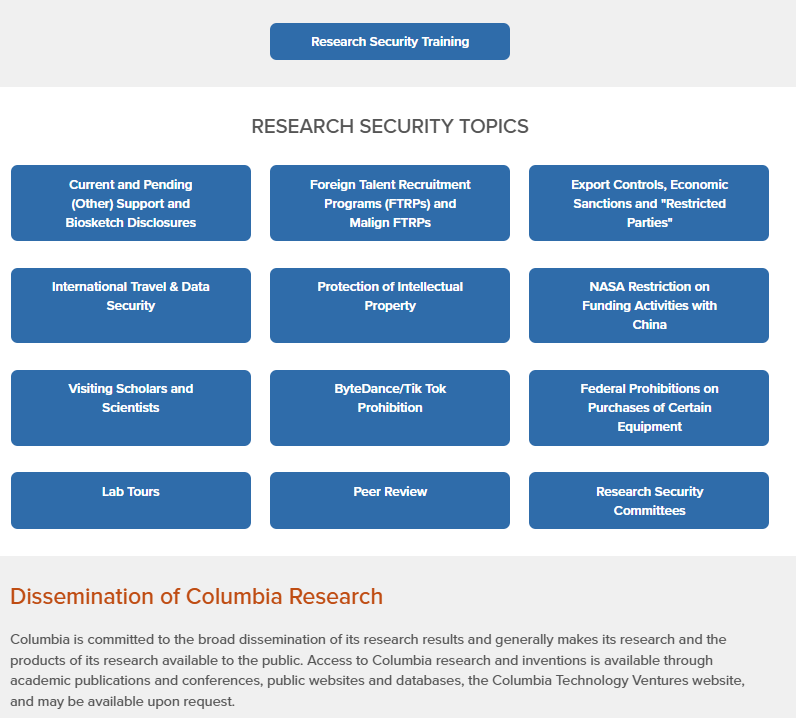 Research Security Training
RESEARCH SECURITY TOPICS
Current and Pending
(Other) Support and
Biosketch Disclosures
Foreign Talent Recruitment
Programs (FTRPs) and
Malign FTRPs
Export Controls, Economic
Sanctions and "Restricted
Parties"
International Travel & Data
Security
Protection of Intellectual
Property
NASA Restriction on
Funding Activities with
China
Visiting Scholars and
Scientists
ByteDance/Tik Tok
Prohibition
Federal Prohibitions on
Purchases of Certain
Equipment
Lab Tours
Peer Review
Research Security
Committees
Dissemination of Columbia Research
Columbia is committed to the broad dissemination of its research results and generally makes its research and the
products of its research available to the public. Access to Columbia research and inventions is available through
academic publications and conferences, public websites and databases, the Columbia Technology Ventures website,
and may be available upon request.